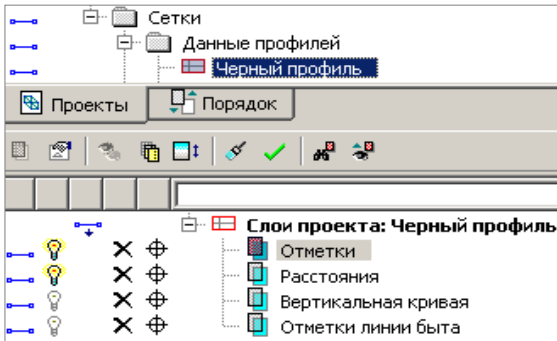 Сетки
Данные профилей
Черный профиль
Проекты
Порядок
Слои проекта: Черный профиль
Отметки
Расстояния
Вертикальная кривая
Отметки линии быта